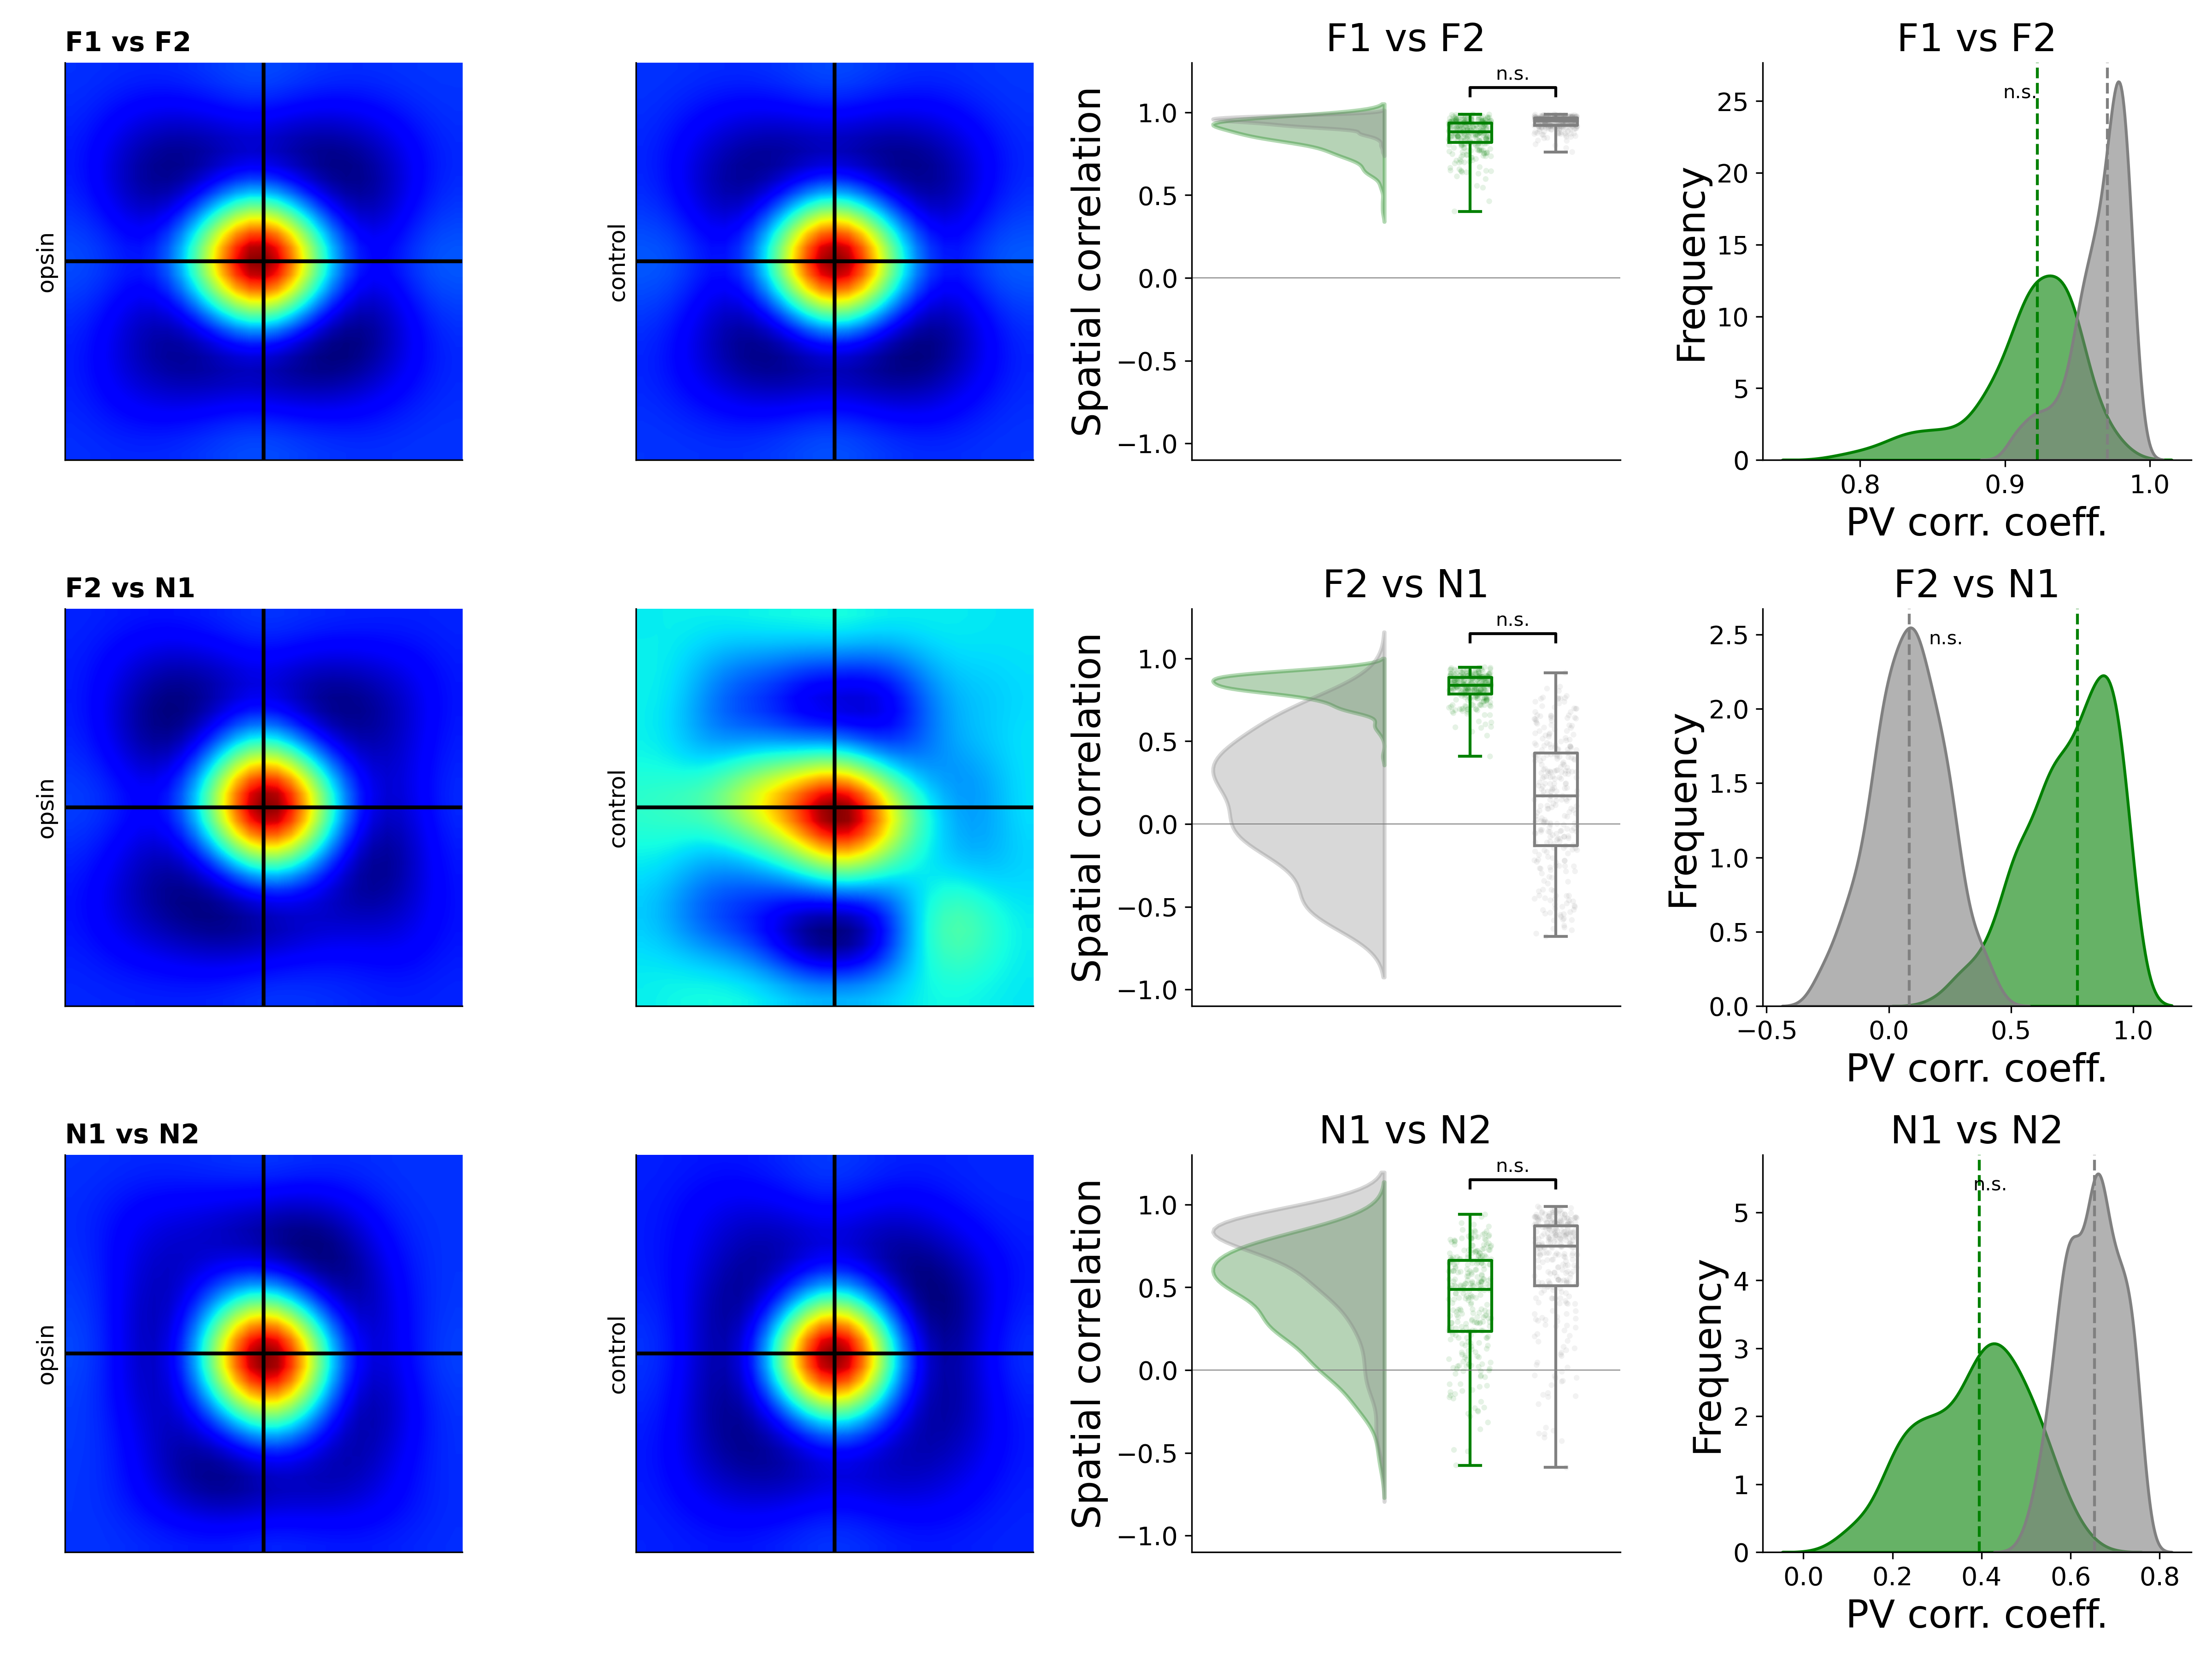 F1 vs F2
opsin
control
F1 vs F2
Spatial correlation
1.0
0.5
0.0
−0.5
−1.0
n.s.
F1 vs F2
Frequency
25
20
15
10
5
0
n.s.
0.8 0.9 1.0
PV corr. coeff.
F2 vs N1
opsin
control
F2 vs N1
Spatial correlation
1.0
0.5
0.0
−0.5
−1.0
n.s.
F2 vs N1
Frequency
2.5
2.0
1.5
1.0
0.5
0.0
n.s.
−0.5 0.0 0.5 1.0
PV corr. coeff.
N1 vs N2
opsin
control
N1 vs N2
Spatial correlation
1.0
0.5
0.0
−0.5
−1.0
n.s.
N1 vs N2
Frequency
5
4
3
2
1
0
n.s.
0.0 0.2 0.4 0.6 0.8
PV corr. coeff.